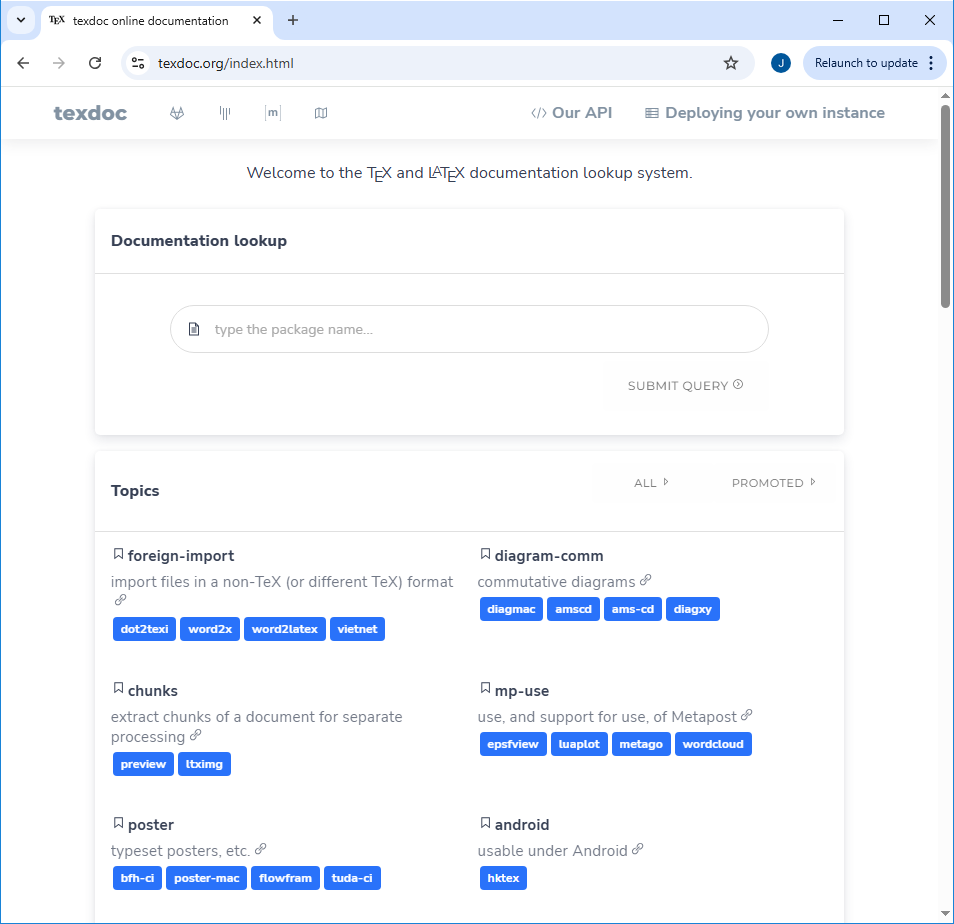 TEX texdoc online documentation
texdoc.org/index.html
J
Relaunch to update
texdoc
m
Our API
Deploying your own instance
Welcome to the TEX and LATEX documentation lookup system.
Documentation lookup
type the package name...
SUBMIT QUERY
Topics
ALL
PROMOTED
foreign-import
import files in a non-TeX (or different TeX) format
dot2texi word2x word2latex vietnet
diagram-comm
commutative diagrams
diagmac amscd ams-cd diagxy
chunks
extract chunks of a document for separate
processing
preview ltximg
mp-use
use, and support for use, of Metapost
epsfview luaplot metago wordcloud
poster
typeset posters, etc.
bfh-ci poster-mac flowfram tuda-ci
android
usable under Android
hktex